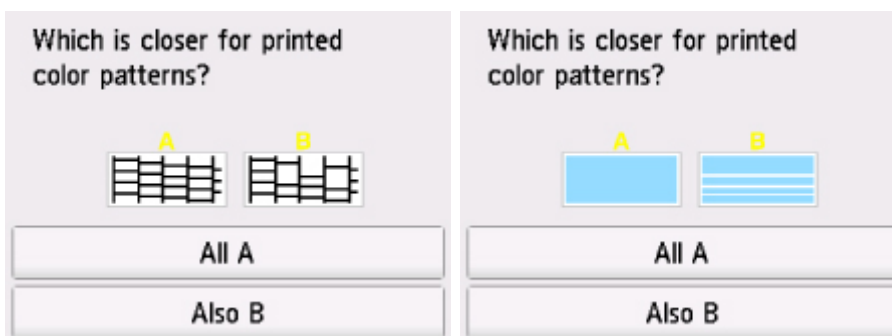 Which is closer for printed
color patterns?
A B
All A
Also B
Which is closer for printed
color patterns?
A B
All A
Also B